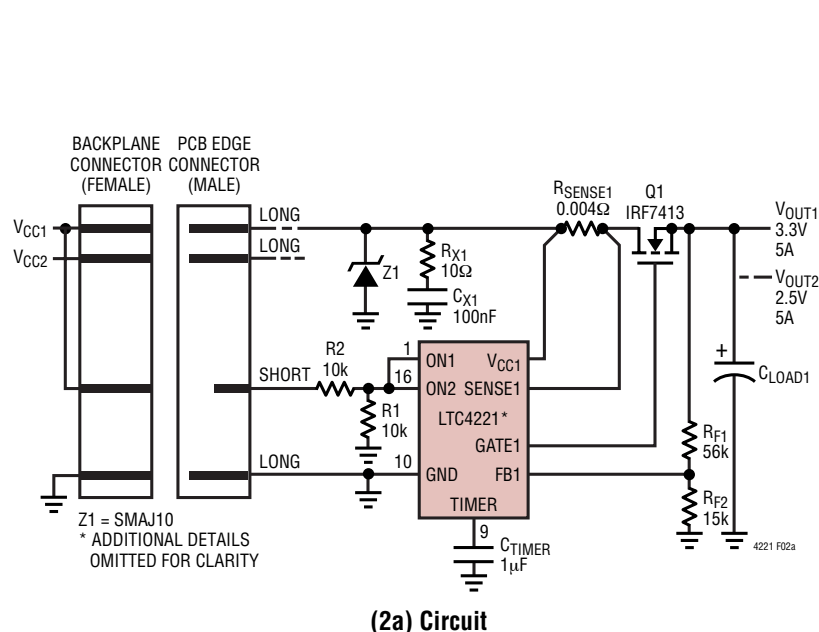 BACKPLANE
CONNECTOR
(FEMALE)
PCB EDGE
CONNECTOR
(MALE)
VCC1
VCC2
LONG
LONG
SHORT
LONG
Z1
RX1
10Ω
CX1
100nF
RSENSE1
0.004Ω
Q1
IRF7413
VOUT1
3.3V
5A
VOUT2
2.5V
5A
+
CLOAD1
R2
10k
R1
10k
1
16
10
9
ON1
VCC1
ON2
SENSE1
LTC4221*
GATE1
GND
FB1
TIMER
RF1
56k
RF2
15k
CTIMER
1µF
Z1 = SMAJ10
* ADDITIONAL DETAILS
OMITTED FOR CLARITY
4221 F02a
(2a) Circuit